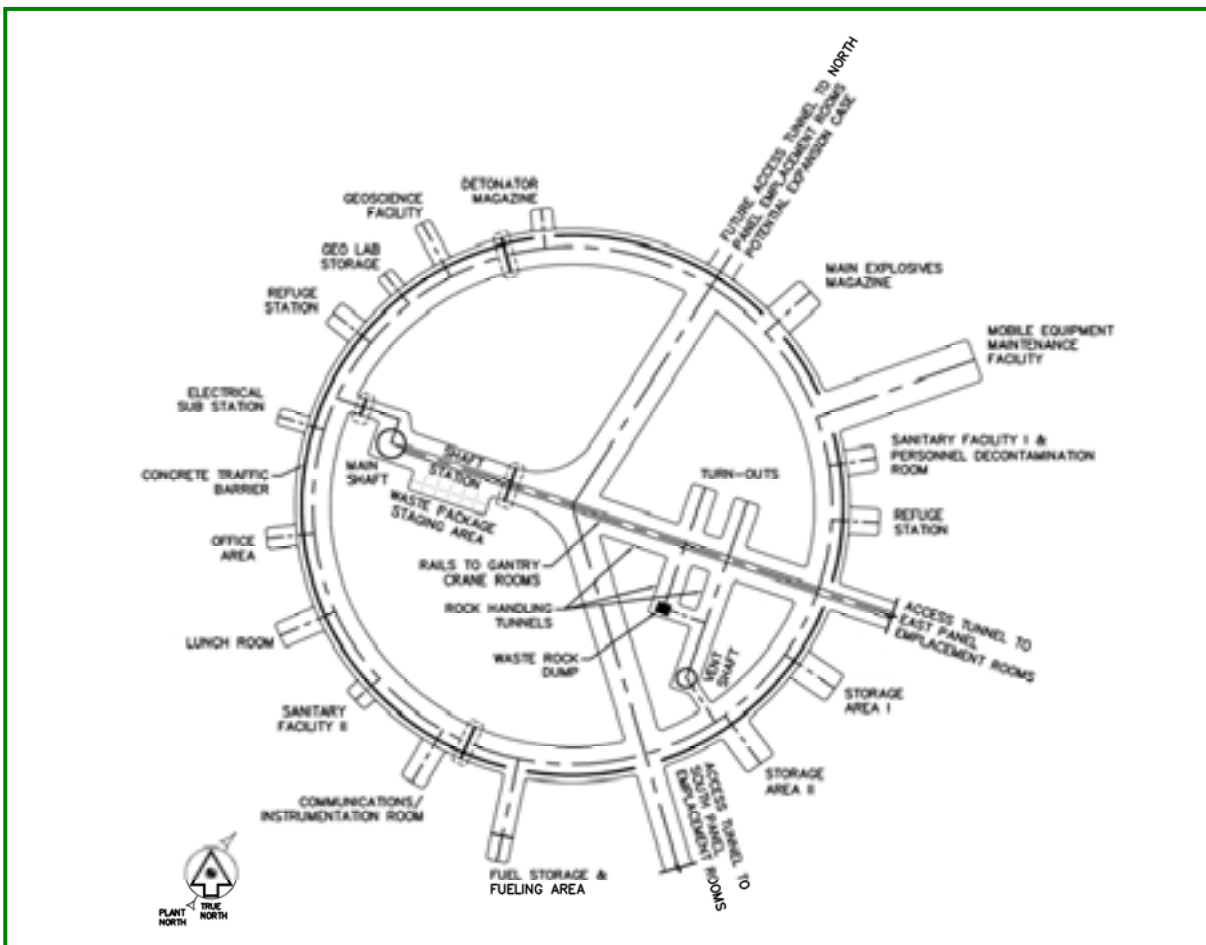 FUTURE ACCESS TUNNEL TO NORTH
PANEL EMPLACEMENT ROOMS
POTENTIAL EXPANSION CASE
DETONATOR
MAGAZINE
GEOSCIENCE
FACILITY
GEO LAB
STORAGE
REFUGE
STATION
MAIN EXPLOSIVES
MAGAZINE
MOBILE EQUIPMENT
MAINTENANCE
FACILITY
ELECTRICAL
SUB STATION
SANITARY FACILITY I &
PERSONNEL DECONTAMINATION
ROOM
CONCRETE TRAFFIC
BARRIER
MAIN
SHAFT
SHAFT
STATION
WASTE PACKAGE
STAGING AREA
TURN-OUTS
REFUGE
STATION
OFFICE
AREA
RAILS TO GANTRY
CRANE ROOMS
ROCK HANDLING
TUNNELS
ACCESS TUNNEL TO
EAST PANEL
EMPLACEMENT ROOMS
LUNCH ROOM
WASTE ROCK
DUMP
VENT
SHAFT
STORAGE
AREA I
SANITARY
FACILITY II
STORAGE
AREA II
ACCESS TUNNEL TO
SOUTH PANEL
EMPLACEMENT ROOMS
COMMUNICATIONS/
INSTRUMENTATION ROOM
FUEL STORAGE &
FUELING AREA
PLANT
NORTH
TRUE
NORTH